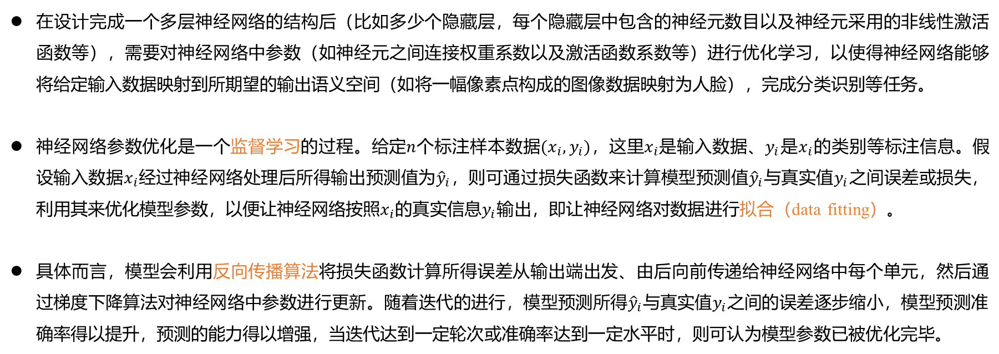 ● 在设计完成一个多层神经网络的结构后（比如多少个隐藏层，每个隐藏层中包含的神经元数目以及神经元采用的非线性激活
函数等），需要对神经网络中参数（如神经元之间连接权重系数以及激活函数系数等）进行优化学习，以使得神经网络能够
将给定输入数据映射到所期望的输出语义空间（如将一幅像素点构成的图像数据映射为人脸），完成分类识别等任务。
● 神经网络参数优化是一个监督学习的过程。给定n个标注样本数据(xᵢ, yᵢ)，这里xᵢ是输入数据、yᵢ是xᵢ的类别等标注信息。假
设输入数据xᵢ经过神经网络处理后所得输出预测值为ŷᵢ，则可通过损失函数来计算模型预测值ŷᵢ与真实值yᵢ之间误差或损失，
利用其来优化模型参数，以便让神经网络按照xᵢ的真实信息yᵢ输出，即让神经网络对数据进行拟合（data fitting）。
● 具体而言，模型会利用反向传播算法将损失函数计算所得误差从输出端出发、由后向前传递给神经网络中每个单元，然后通
过梯度下降算法对神经网络中参数进行更新。随着迭代的进行，模型预测所得ŷᵢ与真实值yᵢ之间的误差逐步缩小，模型预测准
确率得以提升，预测的能力得以增强，当迭代达到一定轮次或准确率达到一定水平时，则可认为模型参数已被优化完毕。